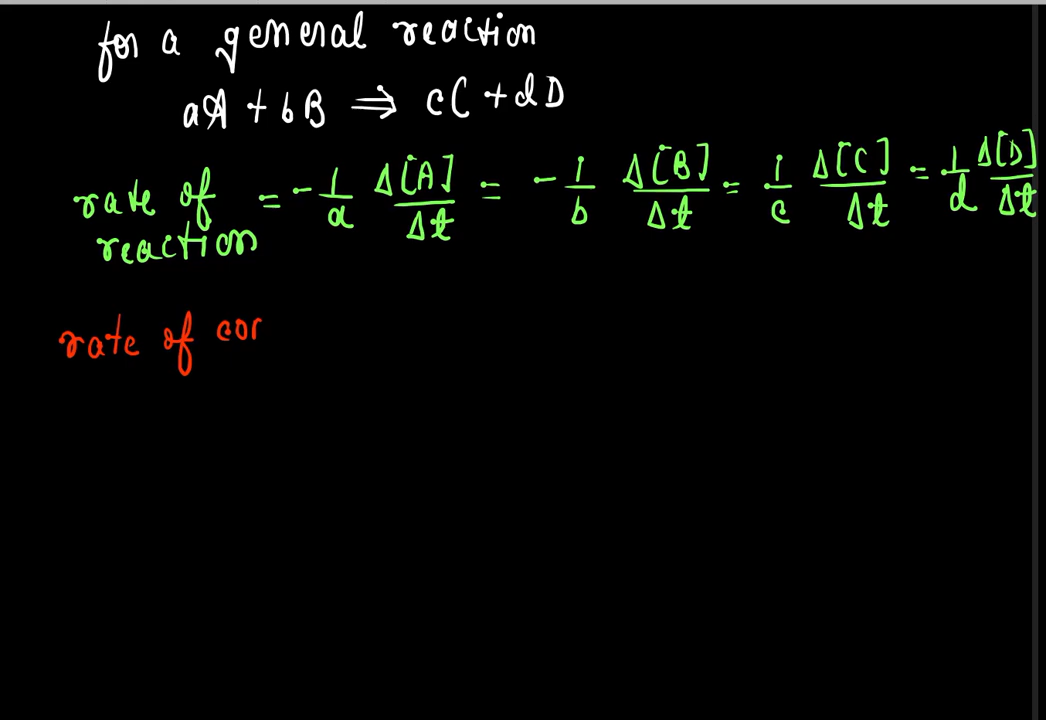 for a general reaction
aA + bB ⇒ cC + dD
rate of reaction = -1/a Δ[A]/Δt = -1/b Δ[B]/Δt = 1/c Δ[C]/Δt = 1/d Δ[D]/Δt
rate of cor